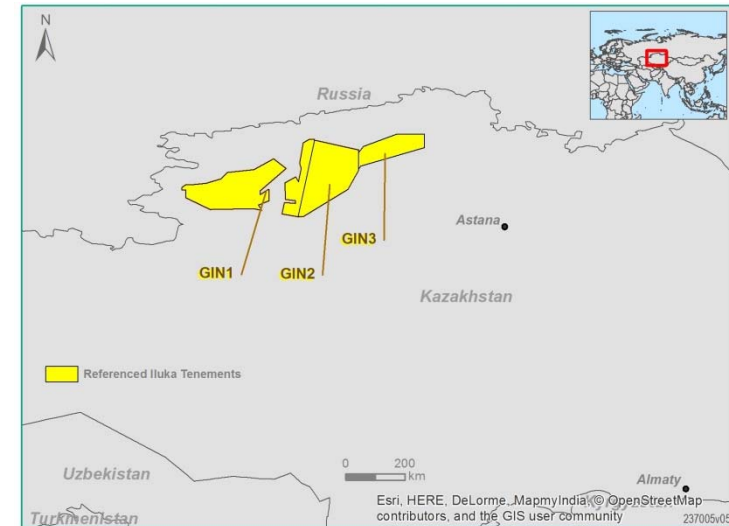 N
Russia
Astana
GIN3
GIN1
GIN2
Kazakhstan
Referenced Iluka Tenements
0 200
km
Uzbekistan
Almaty
Esri, HERE, DeLorme, MapmyIndia, © OpenStreetMap
contributors, and the GIS user community
Turkmenistan
Kyrgyzstan
237005v05